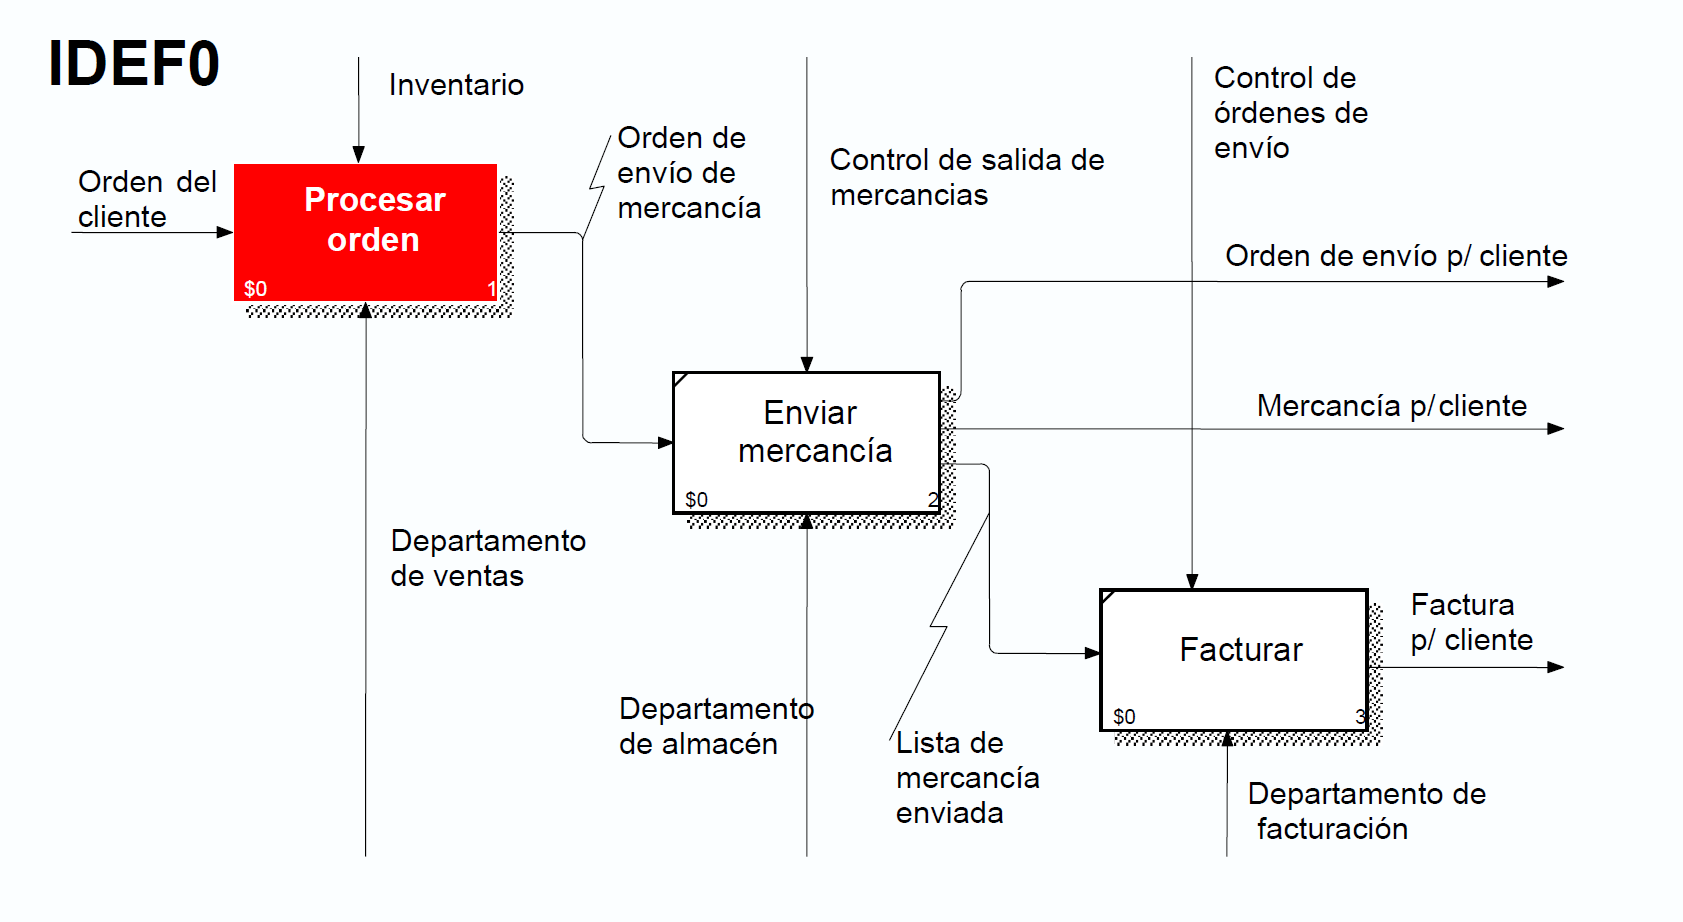 IDEF0
Inventario
Orden del
cliente
Procesar
orden
$0
1
Orden de
envío de
mercancía
Control de salida de
mercancias
Control de
órdenes de
envío
Orden de envío p/ cliente
Mercancía p/cliente
Enviar
mercancía
$0
2
Departamento
de ventas
Departamento
de almacén
Lista de
mercancía
enviada
Facturar
$0
3
Factura
p/ cliente
Departamento de
facturación